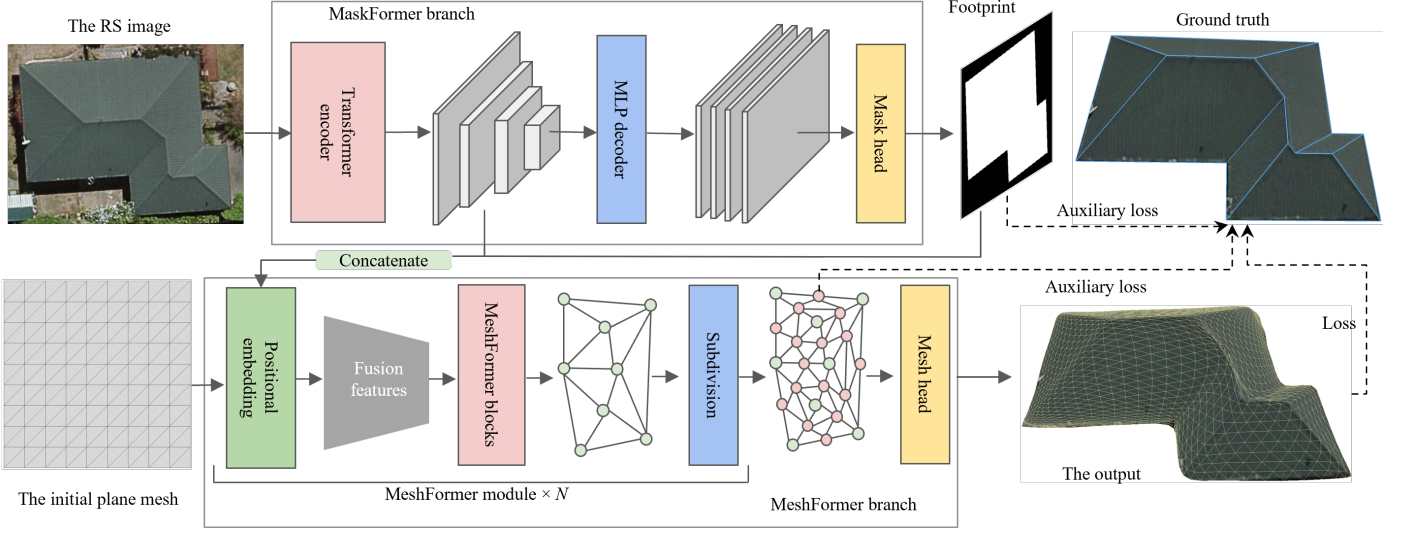 MaskFormer branch
Footprint
The RS image
Ground truth
Transformer
encoder
MLP decoder
Mask head
Auxiliary loss
Concatenate
Auxiliary loss
Positional
embedding
Fusion
features
MeshFormer blocks
Subdivision
Mesh head
Loss
The output
The initial plane mesh
MeshFormer module × N
MeshFormer branch